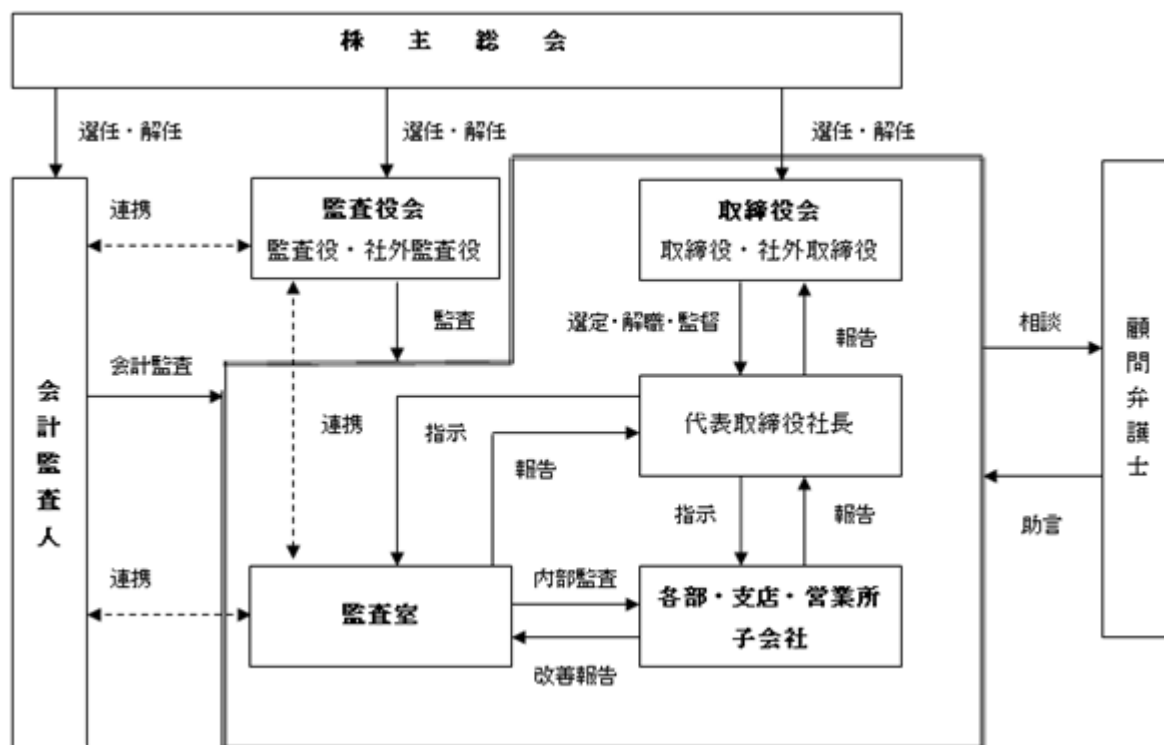 株主総会
選任・解任
選任・解任
選任・解任
連携
監査役会
監査役・社外監査役
取締役会
取締役・社外取締役
監査
選定・解職・監督
報告
相談
会計監査
会計監査人
顧問弁護士
連携
指示
代表取締役社長
報告
指示
報告
助言
連携
監査室
内部監査
各部・支店・営業所
子会社
改善報告